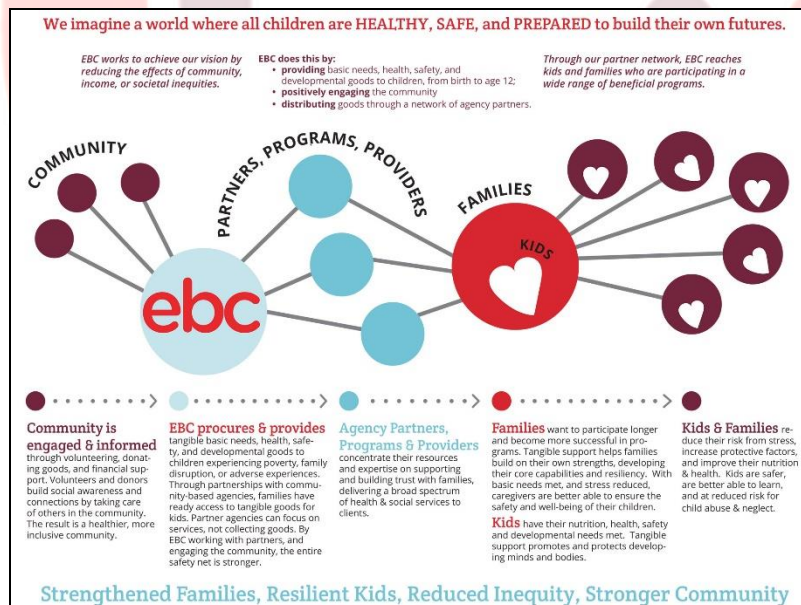 We imagine a world where all children are HEALTHY, SAFE, and PREPARED to build their own futures.
EBC works to achieve our vision by
reducing the effects of community,
income, or societal inequities.
EBC does this by:
• providing basic needs, health, safety, and
developmental goods to children, from birth to age 12;
• positively engaging the community
• distributing goods through a network of agency partners.
Through our partner network, EBC reaches
kids and families who are participating in a
wide range of beneficial programs.
COMMUNITY
PARTNERS, PROGRAMS, PROVIDERS
FAMILIES
KIDS
ebc
Community is
engaged & informed
through volunteering, donat-
ing goods, and financial sup-
port. Volunteers and donors
build social awareness and
connections by taking care
of others in the community.
The result is a healthier, more
inclusive community.
EBC procures & provides
tangible basic needs, health, safe-
ty, and developmental goods to
children experiencing poverty, family
disruption, or adverse experiences.
Through partnerships with commu-
nity-based agencies, families have
ready access to tangible goods for
kids. Partner agencies can focus on
services, not collecting goods. By
EBC working with partners, and
engaging the community, the entire
safety net is stronger.
Agency Partners,
Programs & Providers
concentrate their resources
and expertise on supporting
and building trust with families,
delivering a broad spectrum
of health & social services to
clients.
Families want to participate longer
and become more successful in pro-
grams. Tangible support helps families
build on their own strengths, developing
their core capabilities and resiliency. With
basic needs met, and stress reduced,
caregivers are better able to ensure the
safety and well-being of their children.
Kids have their nutrition, health, safety
and developmental needs met. Tangible
support promotes and protects develop-
ing minds and bodies.
Kids & Families re-
duce their risk from stress,
increase protective factors,
and improve their nutrition
& health. Kids are safer,
are better able to learn,
and at reduced risk for
child abuse & neglect.
Strengthened Families, Resilient Kids, Reduced Inequity, Stronger Community